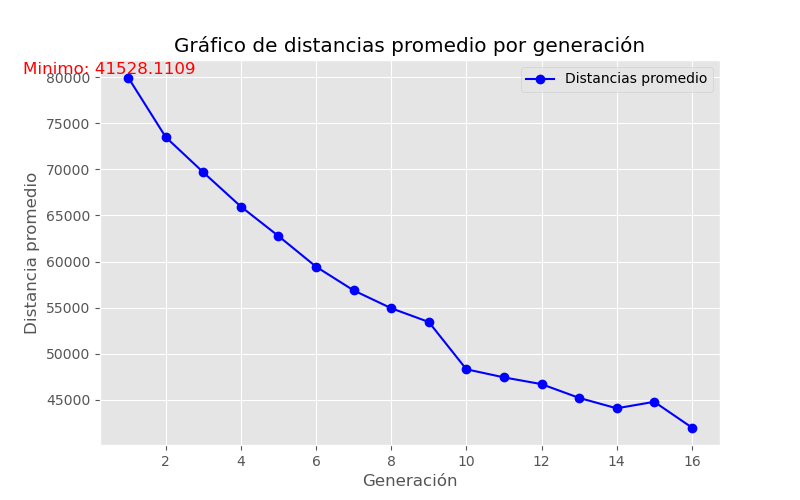 Gráfico de distancias promedio por generación
Minimo: 41528.1109
Distancias promedio
80000
75000
70000
65000
60000
55000
50000
45000
Distancia promedio
2 4 6 8 10 12 14 16
Generación